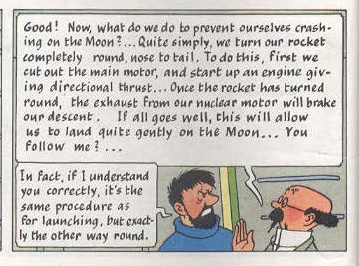 Good! Now, what do we do to prevent ourselves crash-
ing on the Moon?... Quite simply, we turn our rocket
completely round, nose to tail. To do this, first we
cut out the main motor, and start up an engine giv-
ing directional thrust... Once the rocket has turned
round, the exhaust from our nuclear motor will brake
our descent. If all goes well, this will allow
us to land quite gently on the Moon... You
follow me?...
In fact, if I understand
you correctly, it's the
same procedure as
for launching, but exact-
ly the other way round.